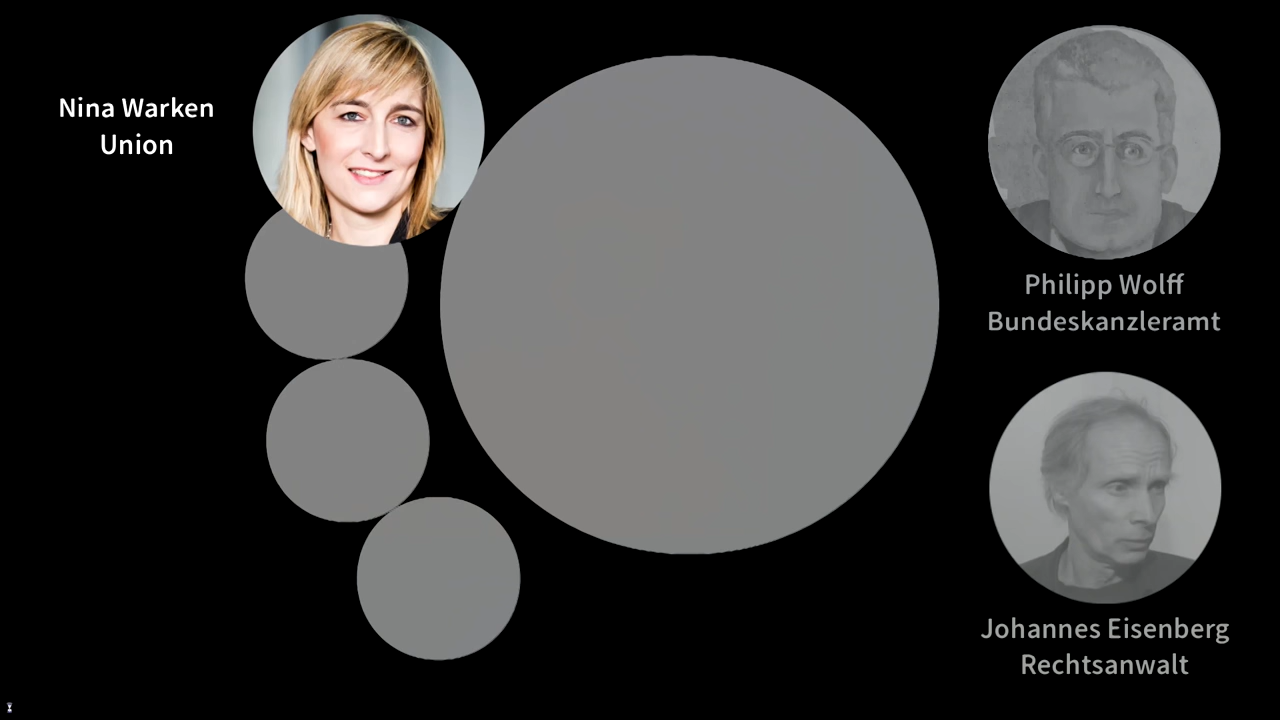 Nina Warken
Union
Philipp Wolff
Bundeskanzleramt
Johannes Eisenberg
Rechtsanwalt